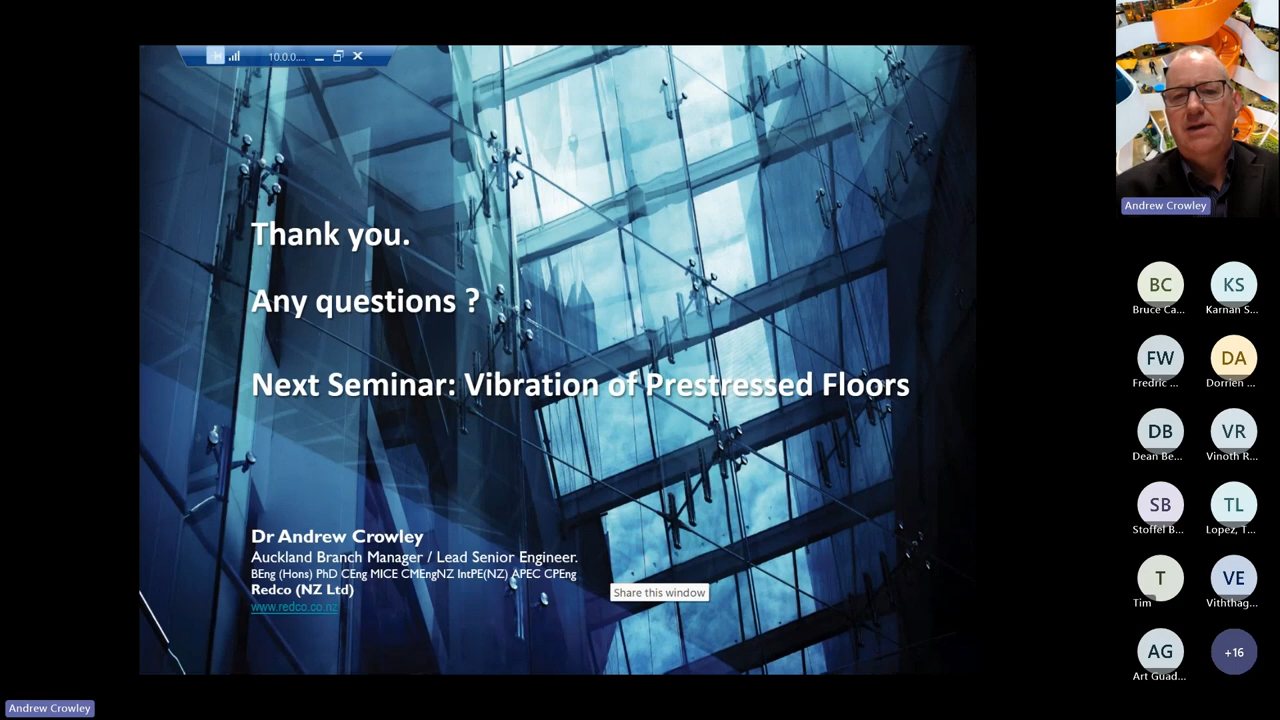 10.0.0....
Thank you.
Any questions ?
Next Seminar: Vibration of Prestressed Floors
Dr Andrew Crowley
Auckland Branch Manager / Lead Senior Engineer.
BEng (Hons) PhD CEng MICE CMEngNZ IntPE(NZ) APEC CPEng
Redco (NZ Ltd)
www.redco.co.nz
Share this window
Andrew Crowley
BC
Bruce Ca...
KS
Karnan S...
FW
Fredric ...
DA
Dorrien ...
DB
Dean Be...
VR
Vinoth R...
SB
Stoffel B...
TL
Lopez, T...
T
Tim
VE
Viththag...
AG
Art Guad...
+16
Andrew Crowley